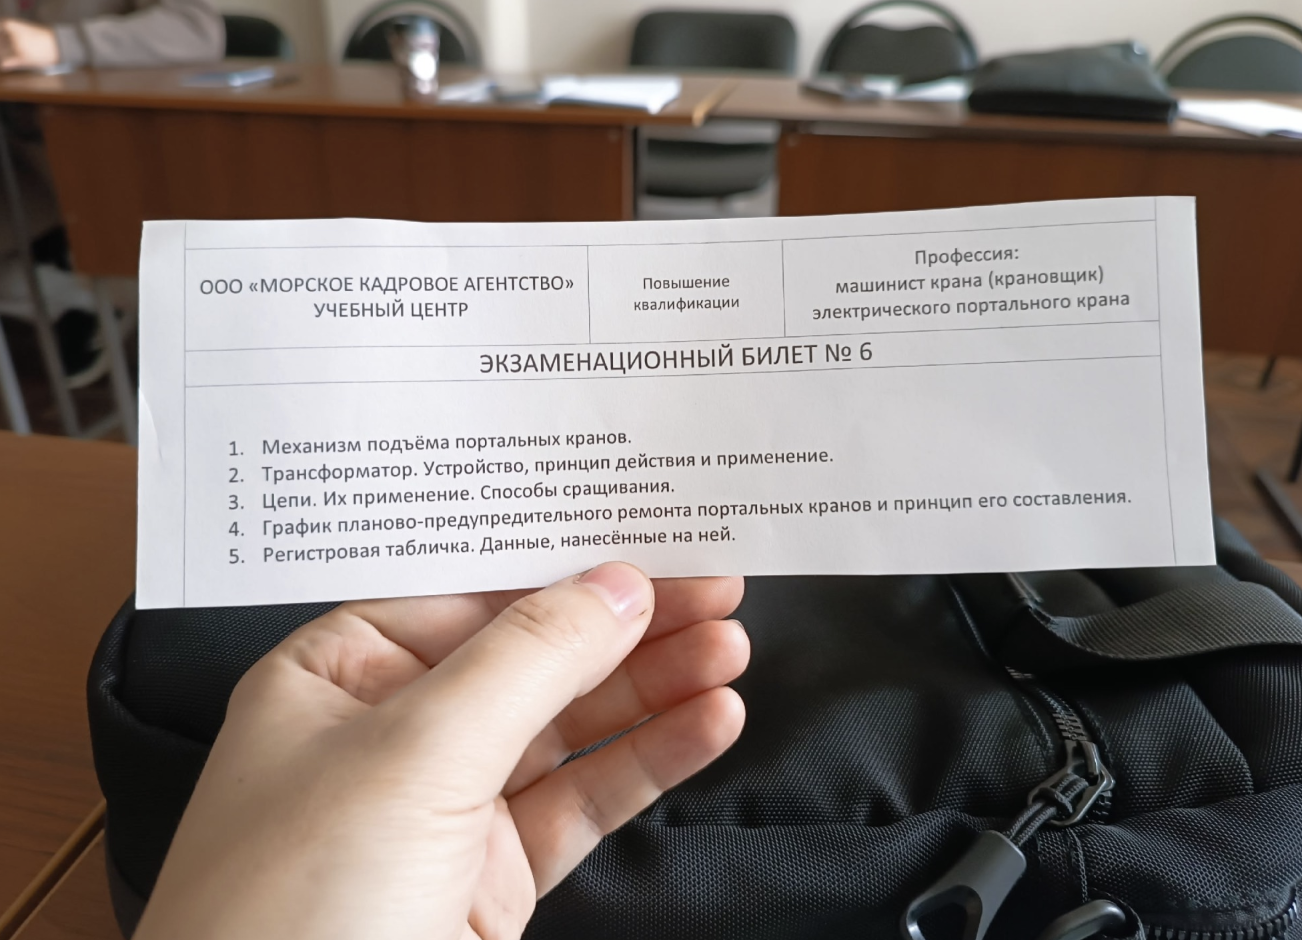 ООО «МОРСКОЕ КАДРОВОЕ АГЕНТСТВО»
УЧЕБНЫЙ ЦЕНТР
Повышение
квалификации
Профессия:
машинист крана (крановщик)
электрического портального крана
ЭКЗАМЕНАЦИОННЫЙ БИЛЕТ № 6
1. Механизм подъёма портальных кранов.
2. Трансформатор. Устройство, принцип действия и применение.
3. Цепи. Их применение. Способы сращивания.
4. График планово-предупредительного ремонта портальных кранов и принцип его составления.
5. Регистровая табличка. Данные, нанесённые на ней.